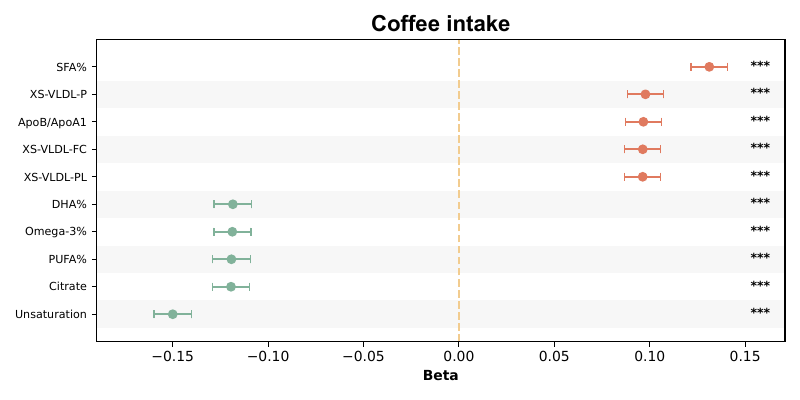 Coffee intake
SFA% ***
XS-VLDL-P ***
ApoB/ApoA1 ***
XS-VLDL-FC ***
XS-VLDL-PL ***
DHA% ***
Omega-3% ***
PUFA% ***
Citrate ***
Unsaturation ***
−0.15 −0.10 −0.05 0.00 0.05 0.10 0.15
Beta